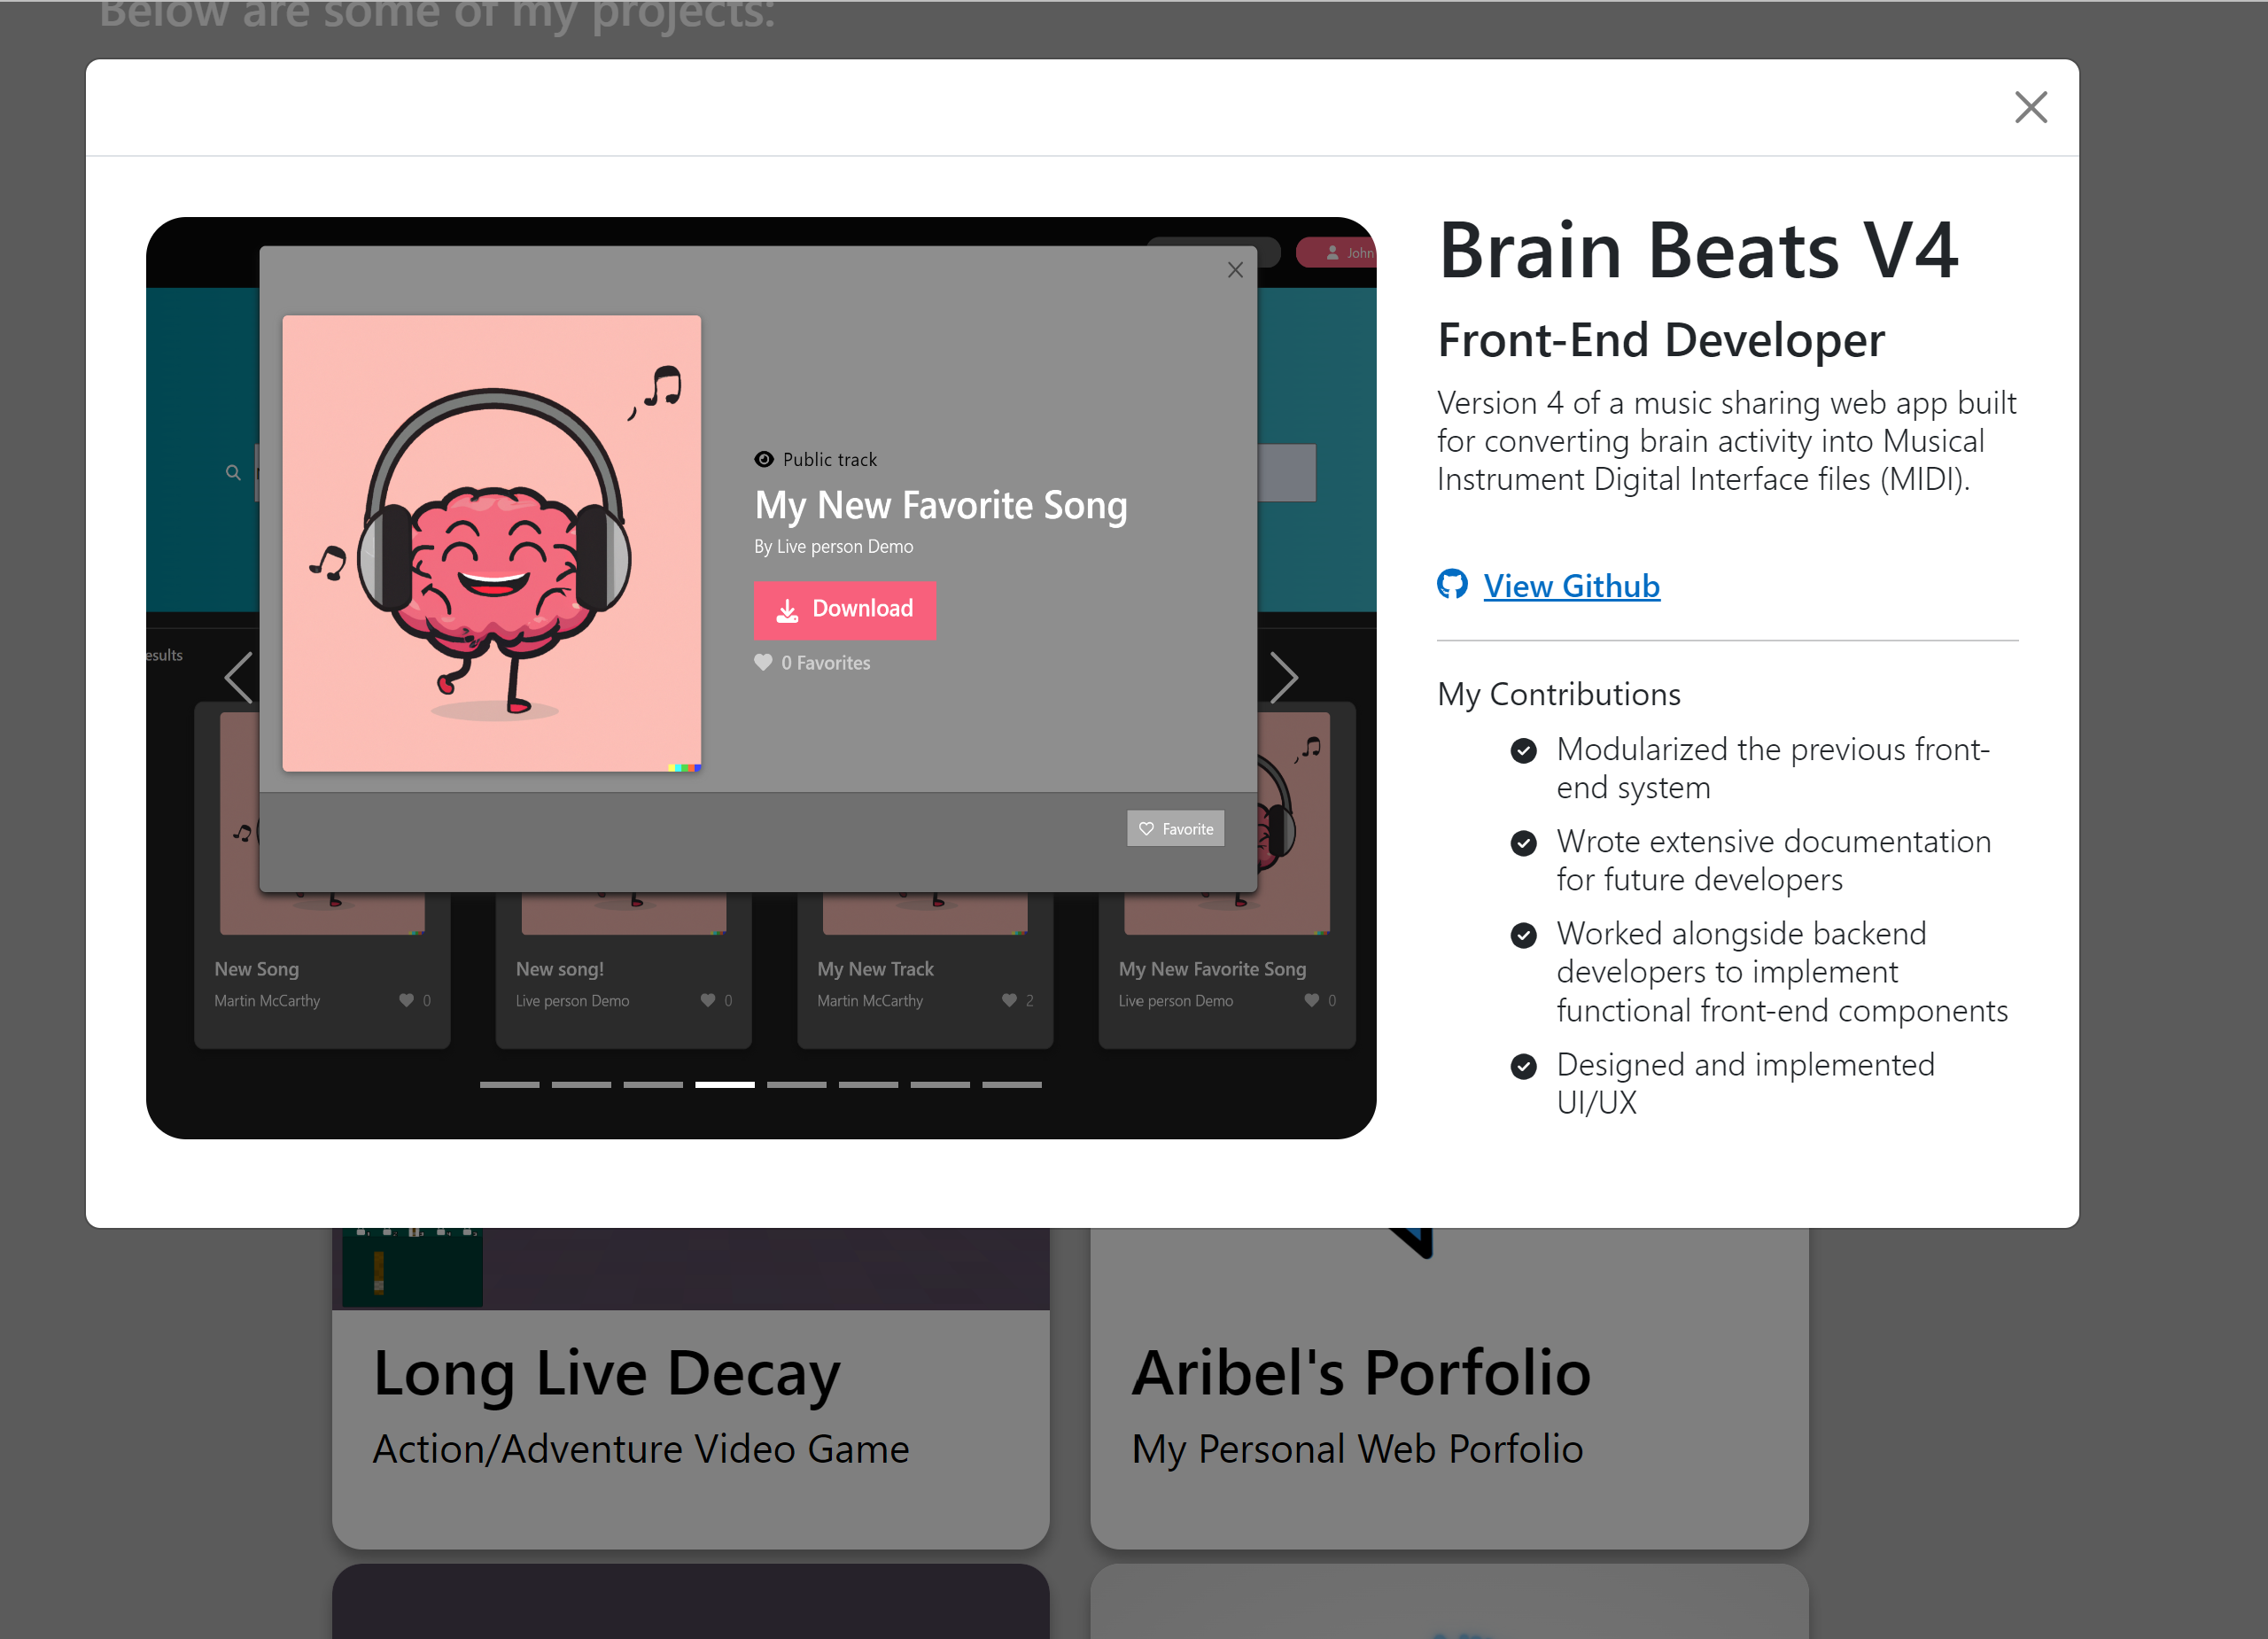 Below are some of my projects:
John
Public track
My New Favorite Song
By Live person Demo
Download
0 Favorites
esults
Favorite
New Song
Martin McCarthy
0
New song!
Live person Demo
0
My New Track
Martin McCarthy
2
My New Favorite Song
Live person Demo
0
Brain Beats V4
Front-End Developer
Version 4 of a music sharing web app built
for converting brain activity into Musical
Instrument Digital Interface files (MIDI).
View Github
My Contributions
Modularized the previous front-
end system
Wrote extensive documentation
for future developers
Worked alongside backend
developers to implement
functional front-end components
Designed and implemented
UI/UX
Long Live Decay
Action/Adventure Video Game
Aribel's Porfolio
My Personal Web Porfolio